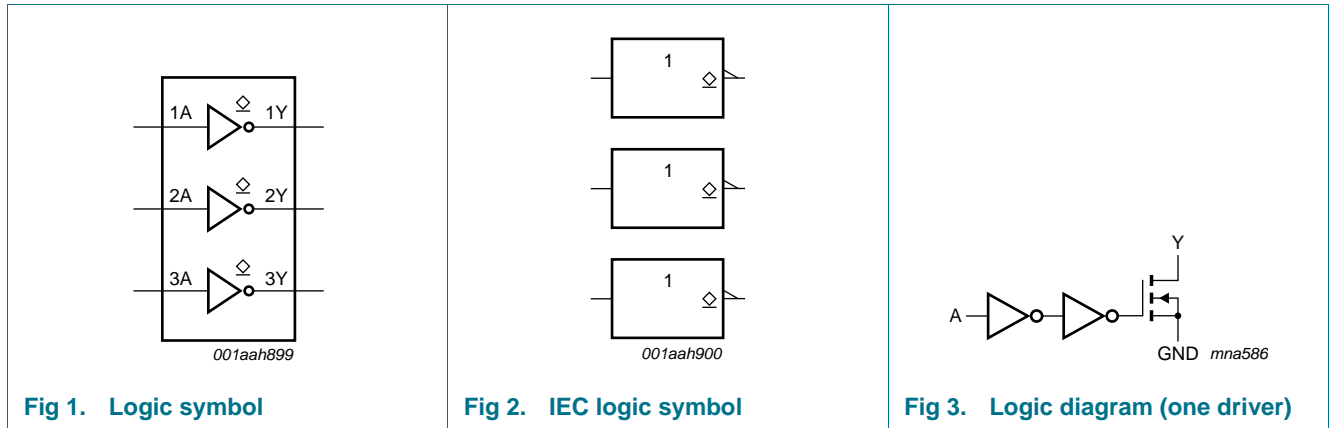 1A
1Y
2A
2Y
3A
3Y
001aah899
Fig 1. Logic symbol
1
1
1
001aah900
Fig 2. IEC logic symbol
Y
A
GND mna586
Fig 3. Logic diagram (one driver)